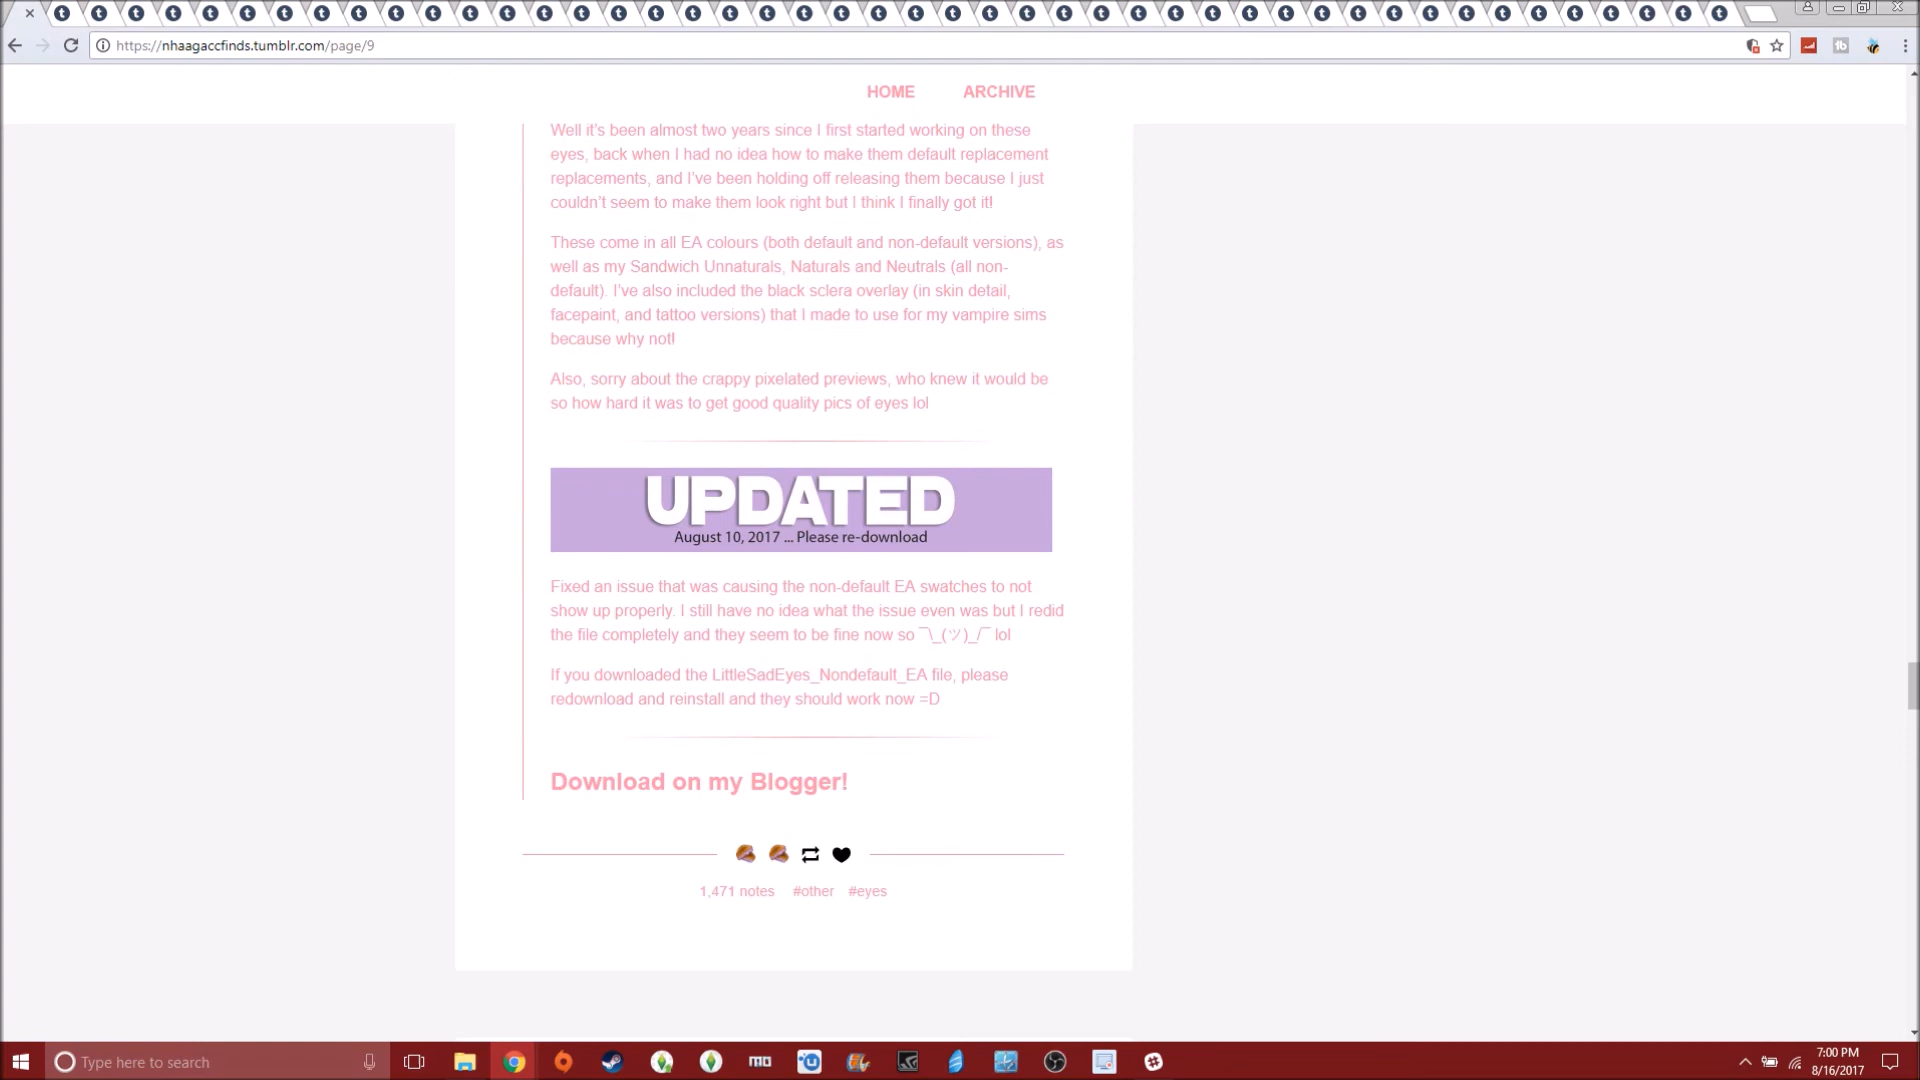 https://nhaagaccfinds.tumblr.com/page/9
HOME ARCHIVE
Well it's been almost two years since I first started working on these
eyes, back when I had no idea how to make them default replacement
replacements, and I've been holding off releasing them because I just
couldn't seem to make them look right but I think I finally got it!
These come in all EA colours (both default and non-default versions), as
well as my Sandwich Unnaturals, Naturals and Neutrals (all non-
default). I've also included the black sclera overlay (in skin detail,
facepaint, and tattoo versions) that I made to use for my vampire sims
because why not!
Also, sorry about the crappy pixelated previews, who knew it would be
so how hard it was to get good quality pics of eyes lol
UPDATED
August 10, 2017 ... Please re-download
Fixed an issue that was causing the non-default EA swatches to not
show up properly. I still have no idea what the issue even was but I redid
the file completely and they seem to be fine now so ¯\_(ツ)_/¯ lol
If you downloaded the LittleSadEyes_Nondefault_EA file, please
redownload and reinstall and they should work now =D
Download on my Blogger!
1,471 notes #other #eyes
Type here to search
7:00 PM
8/16/2017